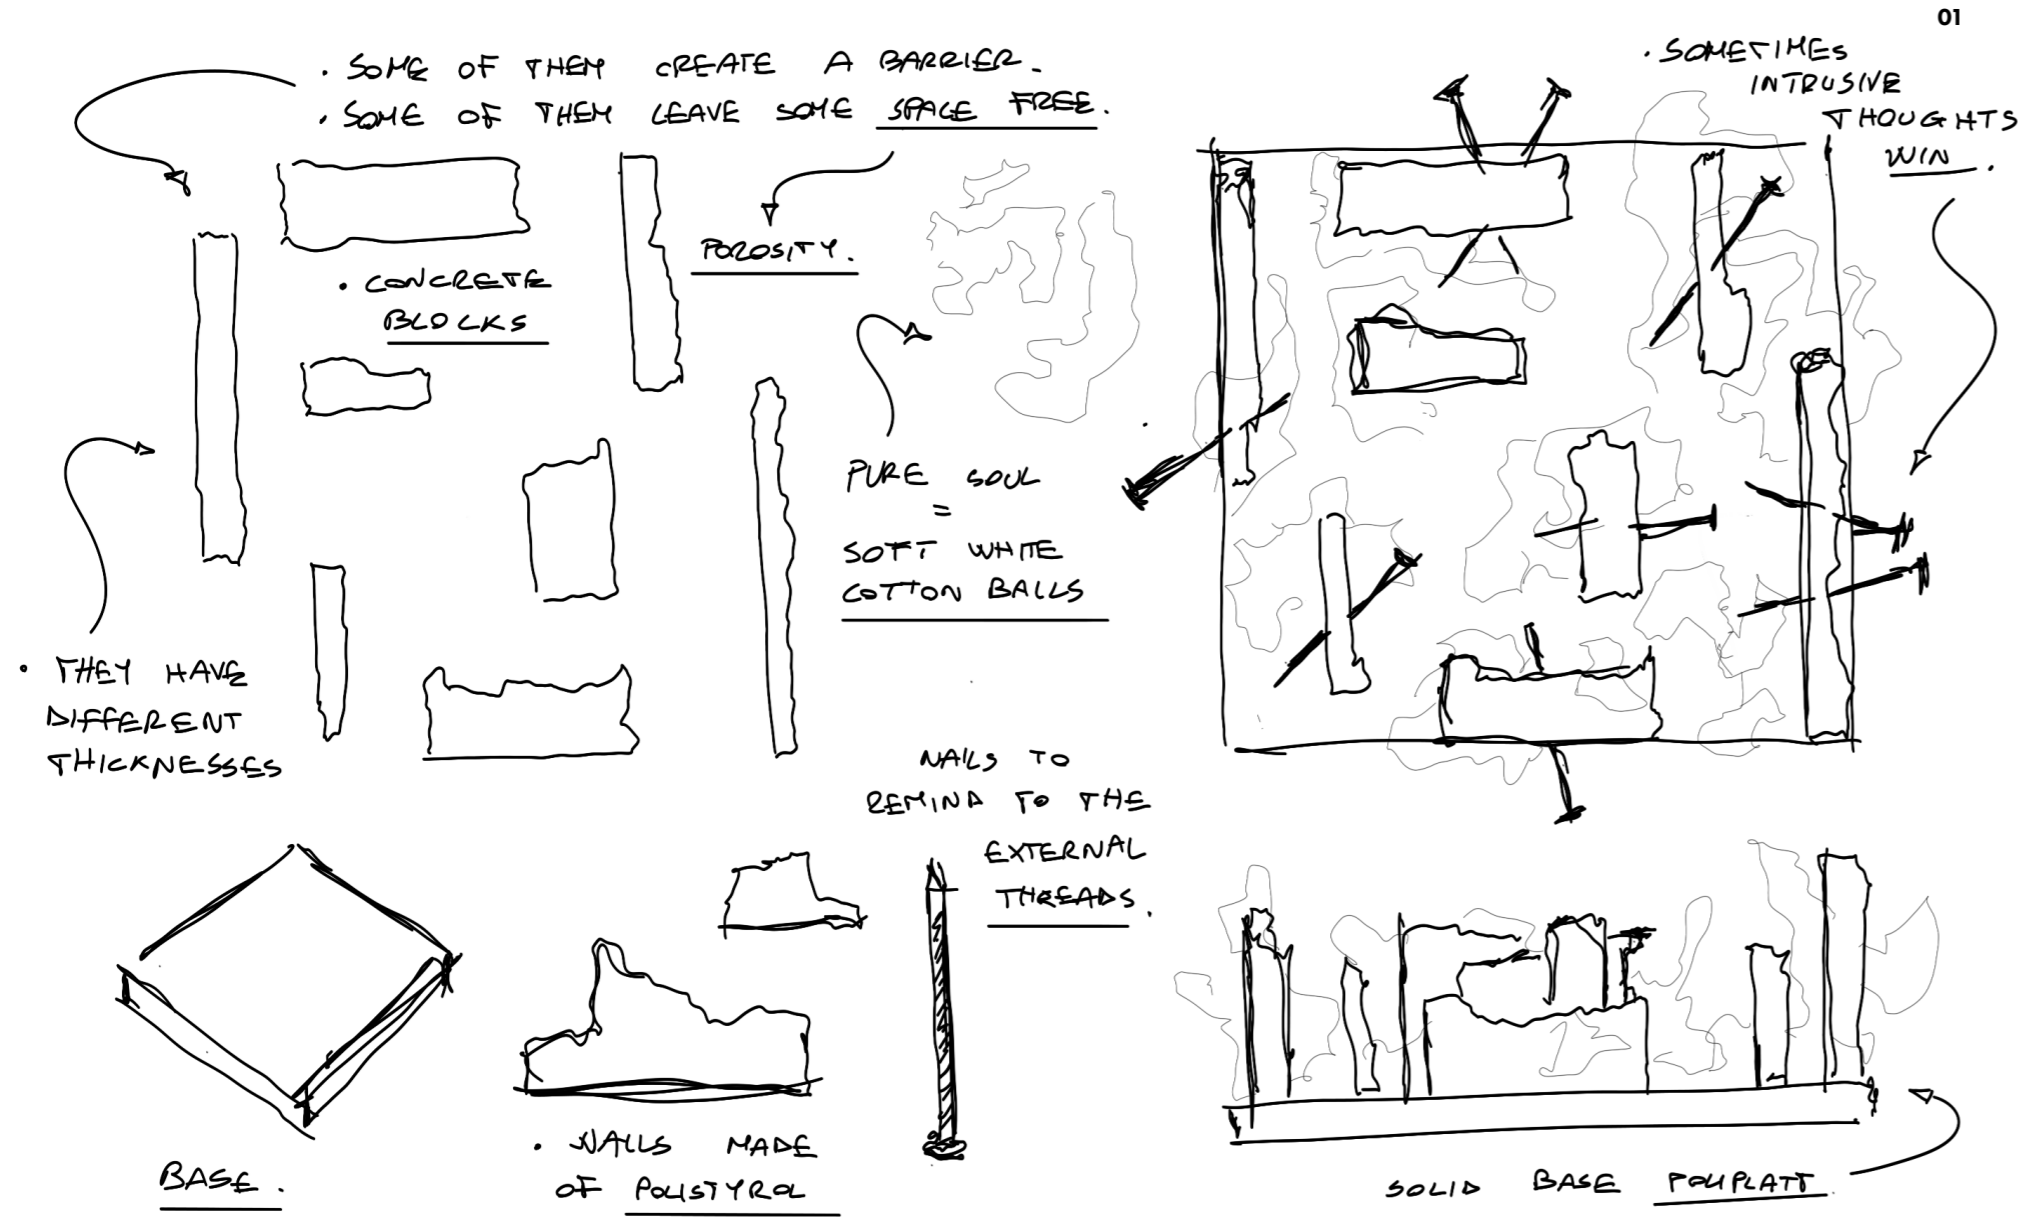 01
· SOME OF THEM CREATE A BARRIER.
· SOME OF THEM LEAVE SOME SPACE FREE.
· SOMETIMES
INTRUSIVE
THOUGHTS
WIN.
POROSITY.
· CONCRETE
BLOCKS
PURE SOUL
=
SOFT WHITE
COTTON BALLS
· THEY HAVE
DIFFERENT
THICKNESSES
NAILS TO
REMIND TO THE
EXTERNAL
THREADS.
BASE.
· WALLS MADE
OF POLISTYROL
SOLID BASE POLIPLATT